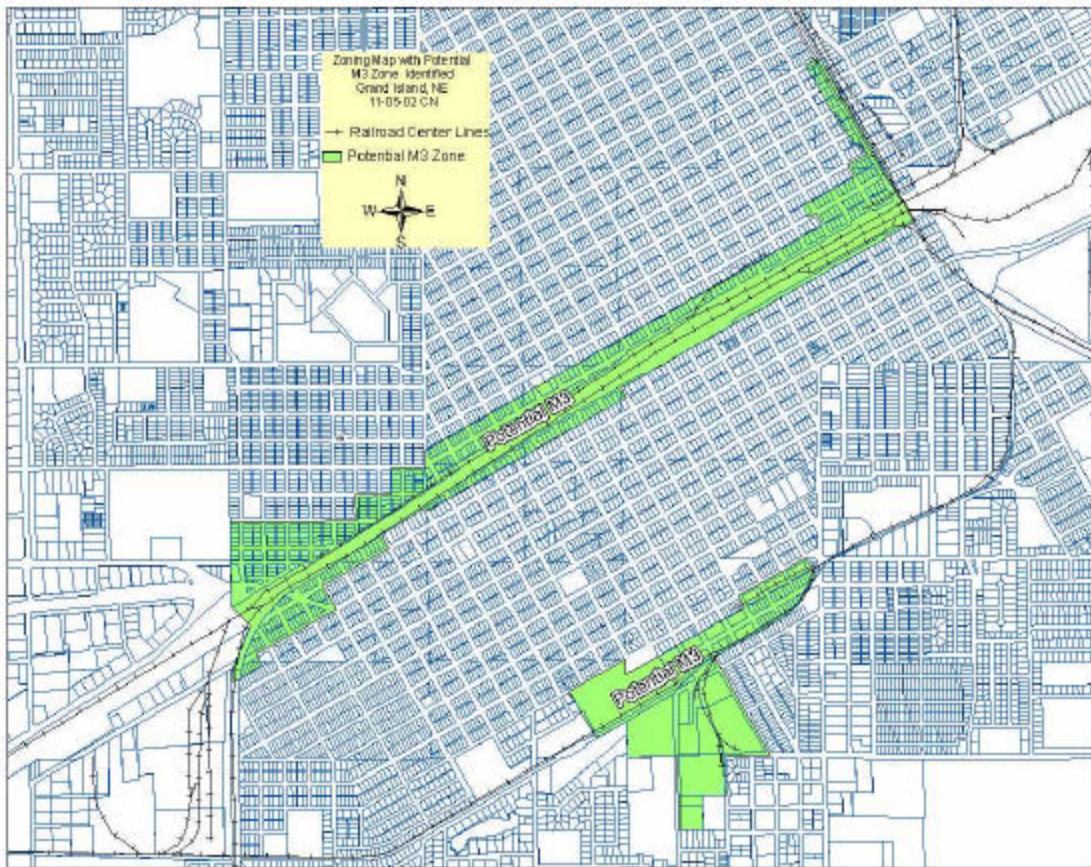 Zoning Map with Potential
M3 Zone Identified
Grand Island, NE
11-05-02 CN
Railroad Center Lines
Potential M3 Zone
N
W E
S
Potential M3
Potential M3